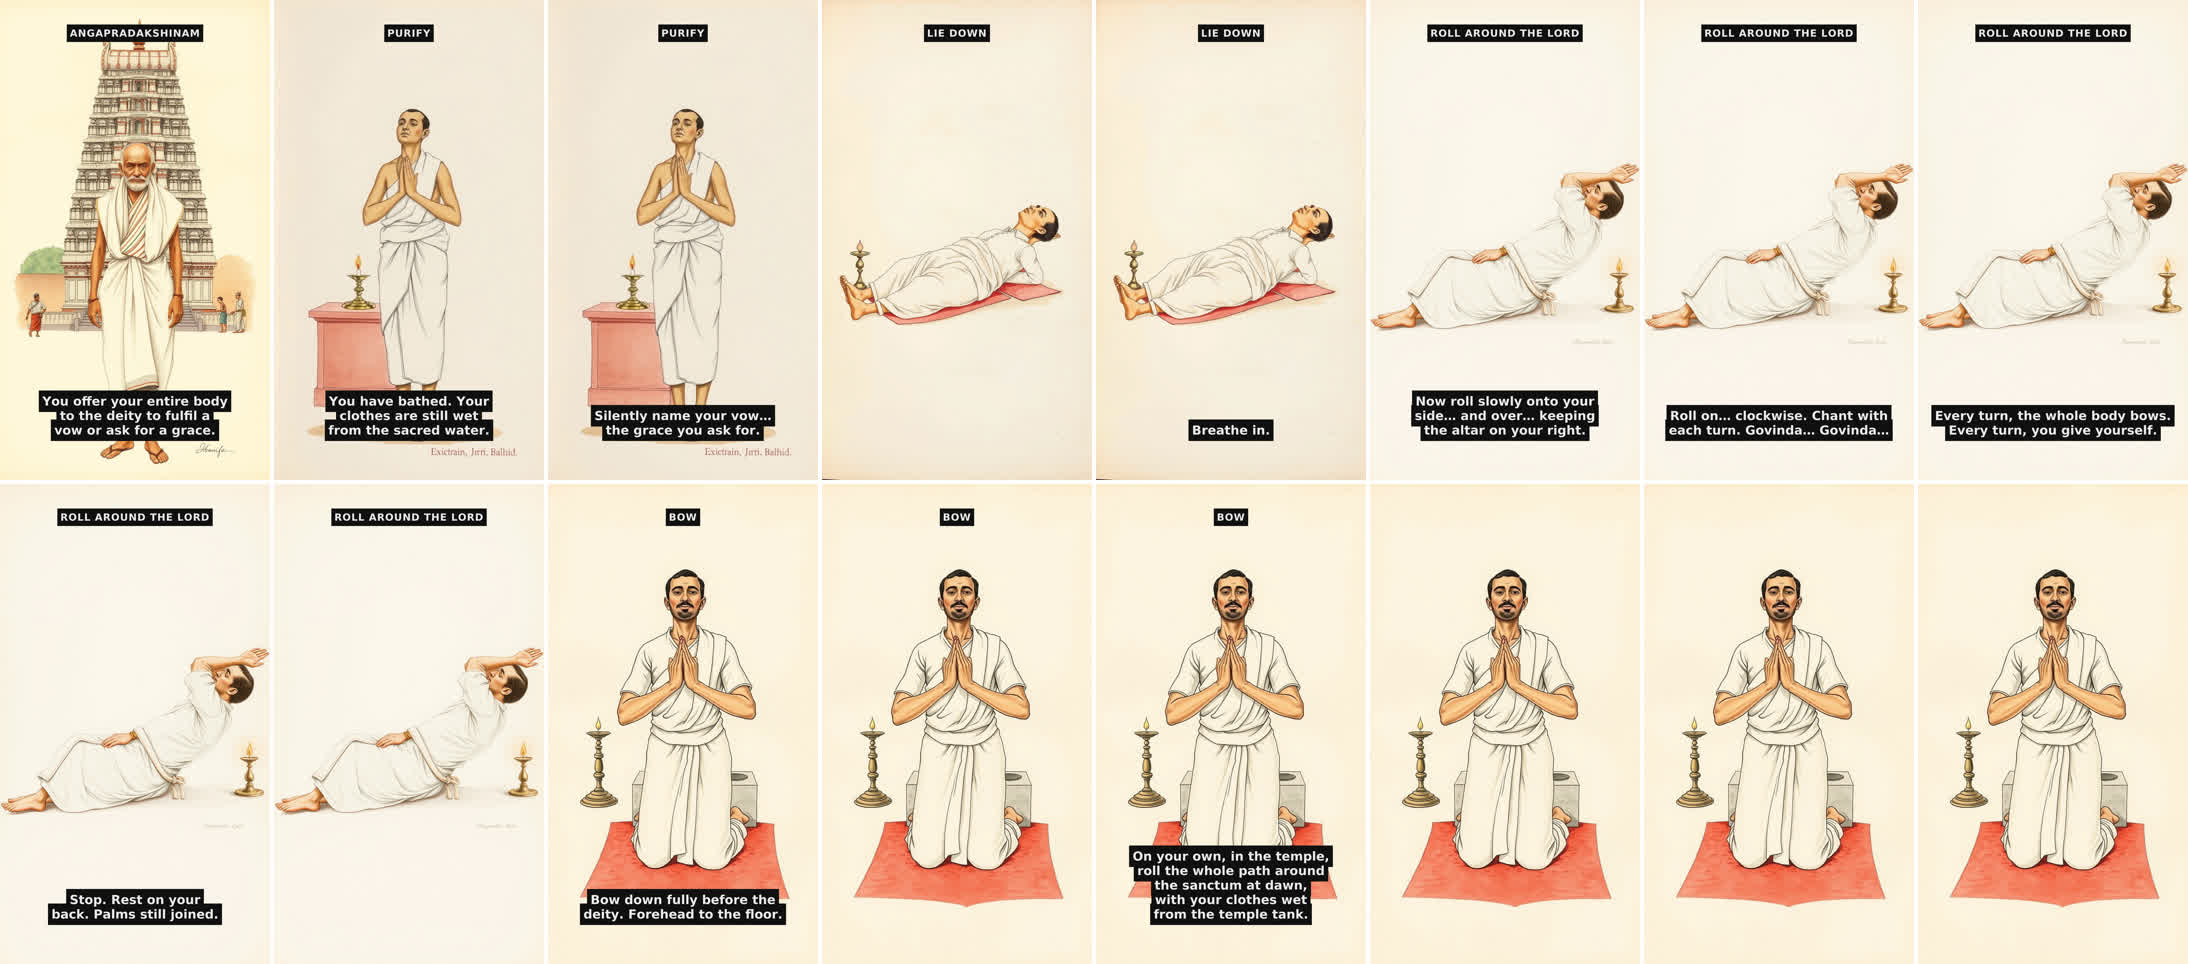 ANGAPRADAKSHINAM
You offer your entire body
to the deity to fulfil a
vow or ask for a grace.
PURIFY
You have bathed. Your
clothes are still wet
from the sacred water.
Exictrain, Jırti, Balhid.
PURIFY
Silently name your vow...
the grace you ask for.
Exictrain, Jırti, Balhid.
LIE DOWN
LIE DOWN
Breathe in.
ROLL AROUND THE LORD
Now roll slowly onto your
side... and over... keeping
the altar on your right.
ROLL AROUND THE LORD
Roll on... clockwise. Chant with
each turn. Govinda... Govinda...
ROLL AROUND THE LORD
Every turn, the whole body bows.
Every turn, you give yourself.
ROLL AROUND THE LORD
Stop. Rest on your
back. Palms still joined.
ROLL AROUND THE LORD
BOW
Bow down fully before the
deity. Forehead to the floor.
BOW
BOW
On your own, in the temple,
roll the whole path around
the sanctum at dawn,
with your clothes wet
from the temple tank.